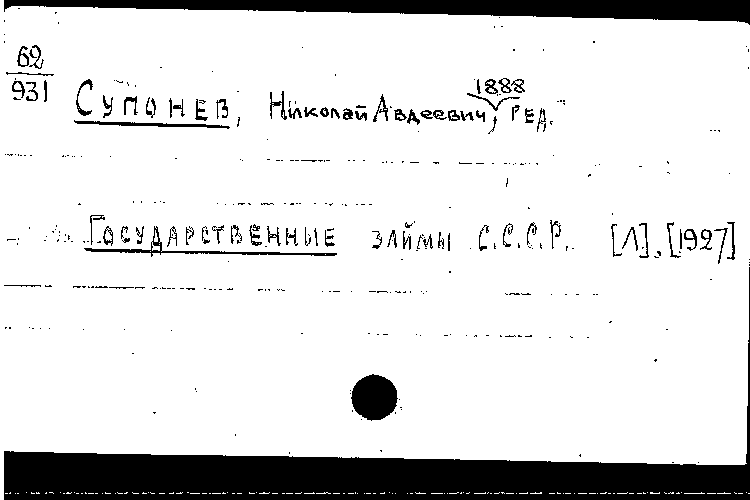 62
931
1888
Супонев, Николай Авдеевич, ред.
Государственные займы С.С.С.Р. [Л], [1927]